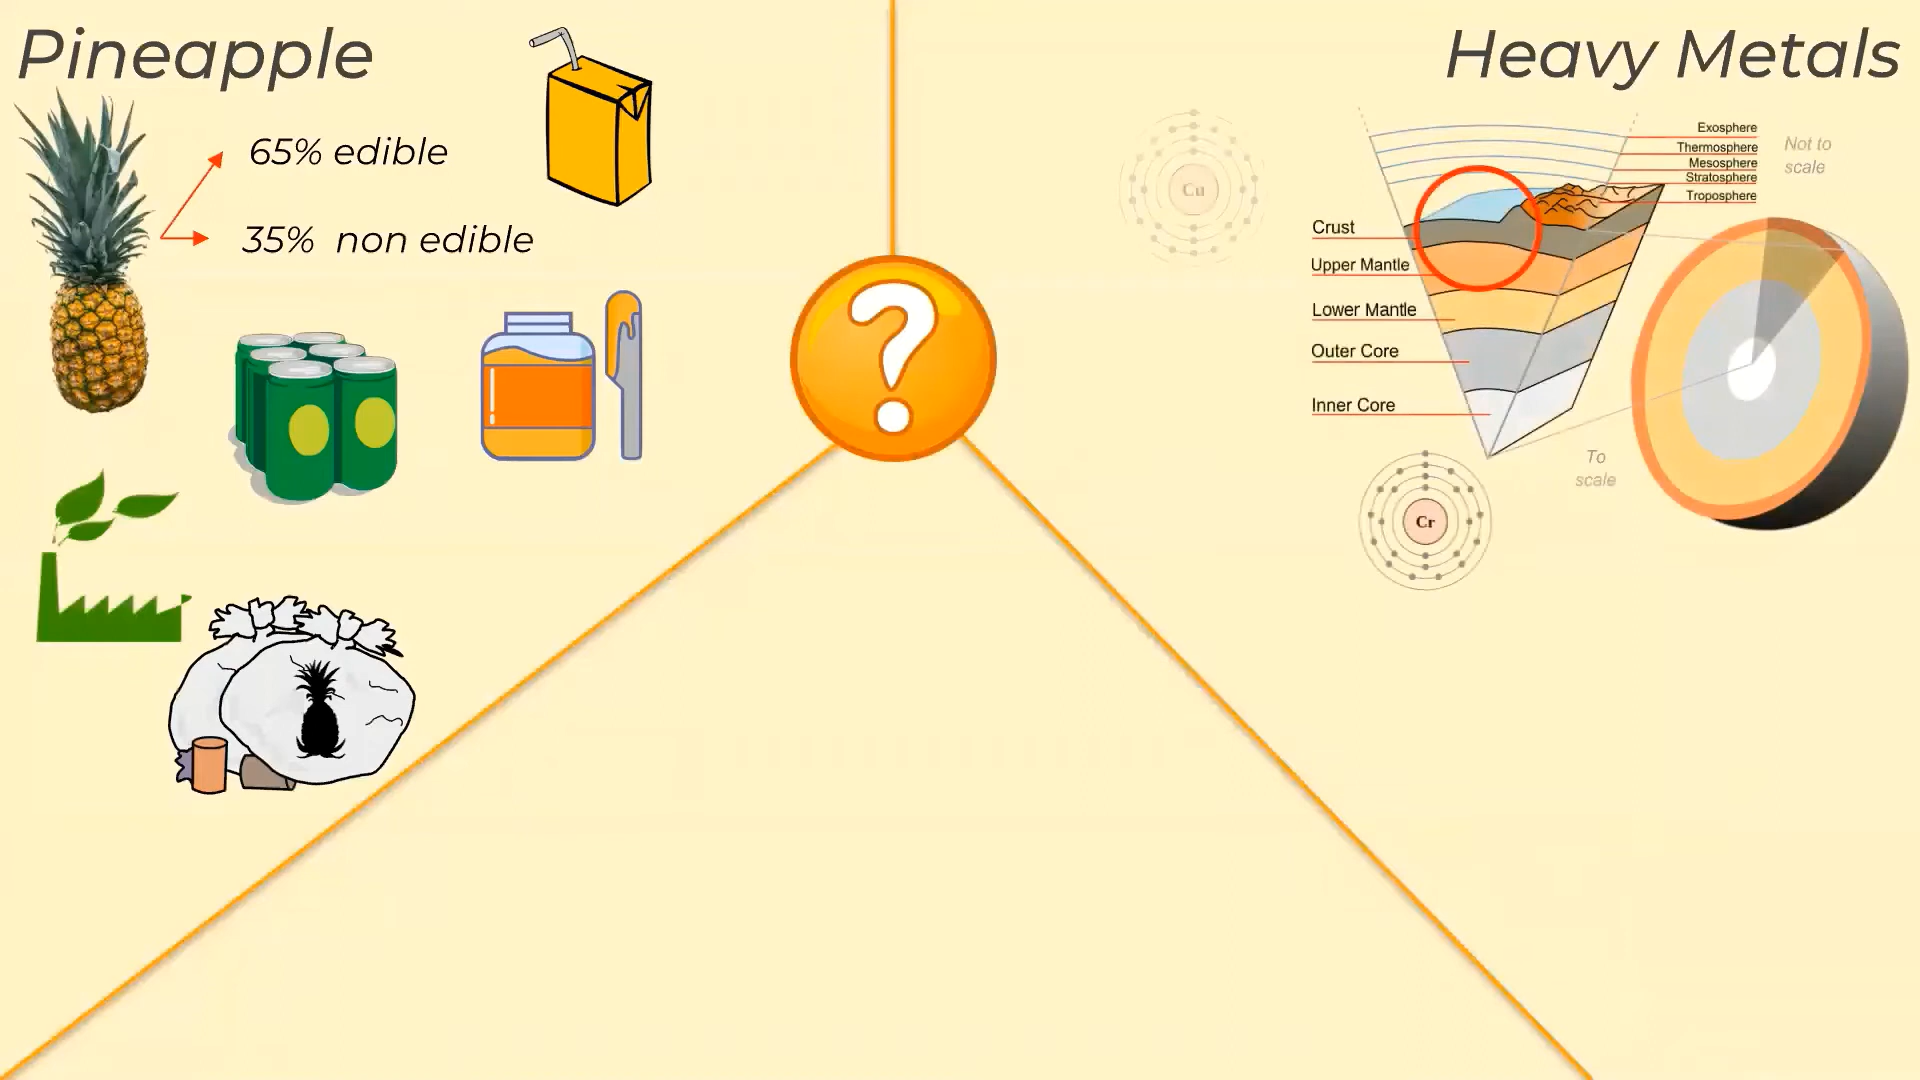 Pineapple
65% edible
35% non edible
?
Heavy Metals
Cu
Exosphere
Thermosphere
Mesosphere
Stratosphere
Troposphere
Not to
scale
Crust
Upper Mantle
Lower Mantle
Outer Core
Inner Core
To
scale
Cr